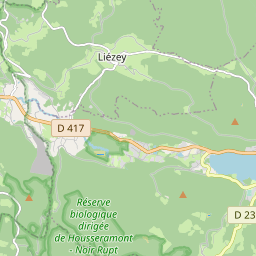 Liézey
D 417
Réserve
biologique
dirigée
de Housseramont
- Noir Rupt
D 23